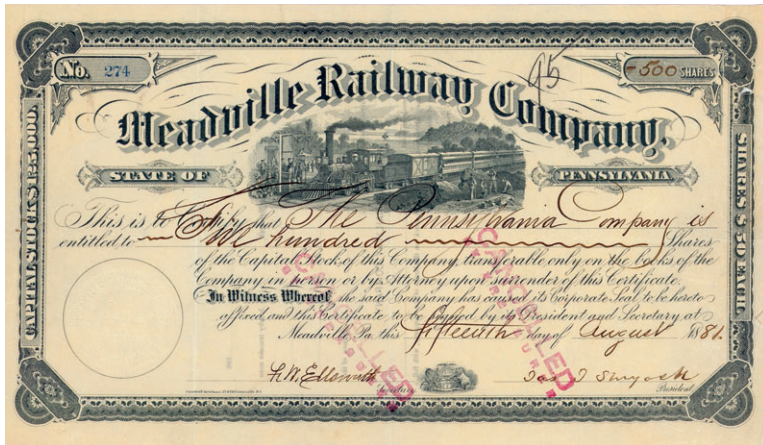 95
No. 274
-500 SHARES
Meadville Railway Company.
STATE OF PENNSYLVANIA
CAPITAL STOCK $125,000.
SHARES $50 EACH.
This is to Certify that The Pennsylvania Company is
entitled to Five hundred Shares
of the Capital Stock of this Company, transferable only on the books of the
Company in person or by Attorney upon surrender of this Certificate.
In Witness Whereof the said Company has caused its Corporate Seal to be hereto
affixed, and this Certificate to be signed by its President and Secretary at
Meadville, Pa. this fifteenth day of August 1881.
Ellsworth
Secretary
President
CANCELLED
CANCELLED